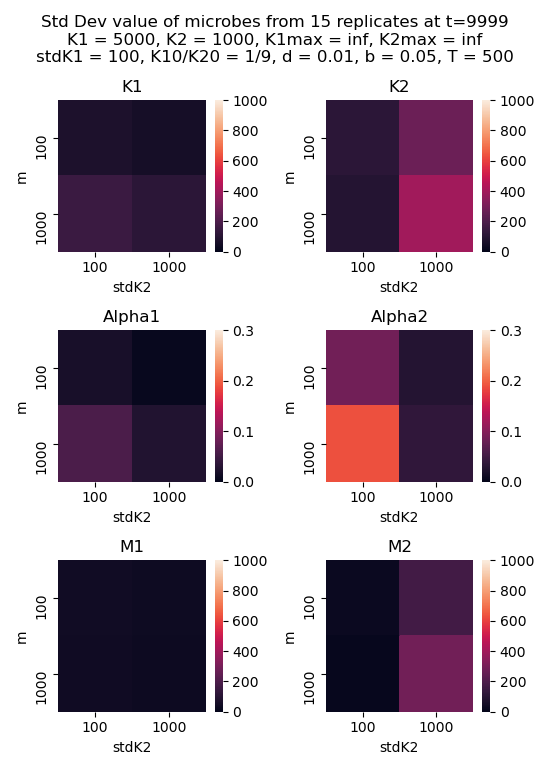 Std Dev value of microbes from 15 replicates at t=9999
K1 = 5000, K2 = 1000, K1max = inf, K2max = inf
stdK1 = 100, K10/K20 = 1/9, d = 0.01, b = 0.05, T = 500
K1
m
100
1000
100 1000
stdK2
1000
800
600
400
200
0
K2
m
100
1000
100 1000
stdK2
1000
800
600
400
200
0
Alpha1
m
100
1000
100 1000
stdK2
0.3
0.2
0.1
0.0
Alpha2
m
100
1000
100 1000
stdK2
0.3
0.2
0.1
0.0
M1
m
100
1000
100 1000
stdK2
1000
800
600
400
200
0
M2
m
100
1000
100 1000
stdK2
1000
800
600
400
200
0